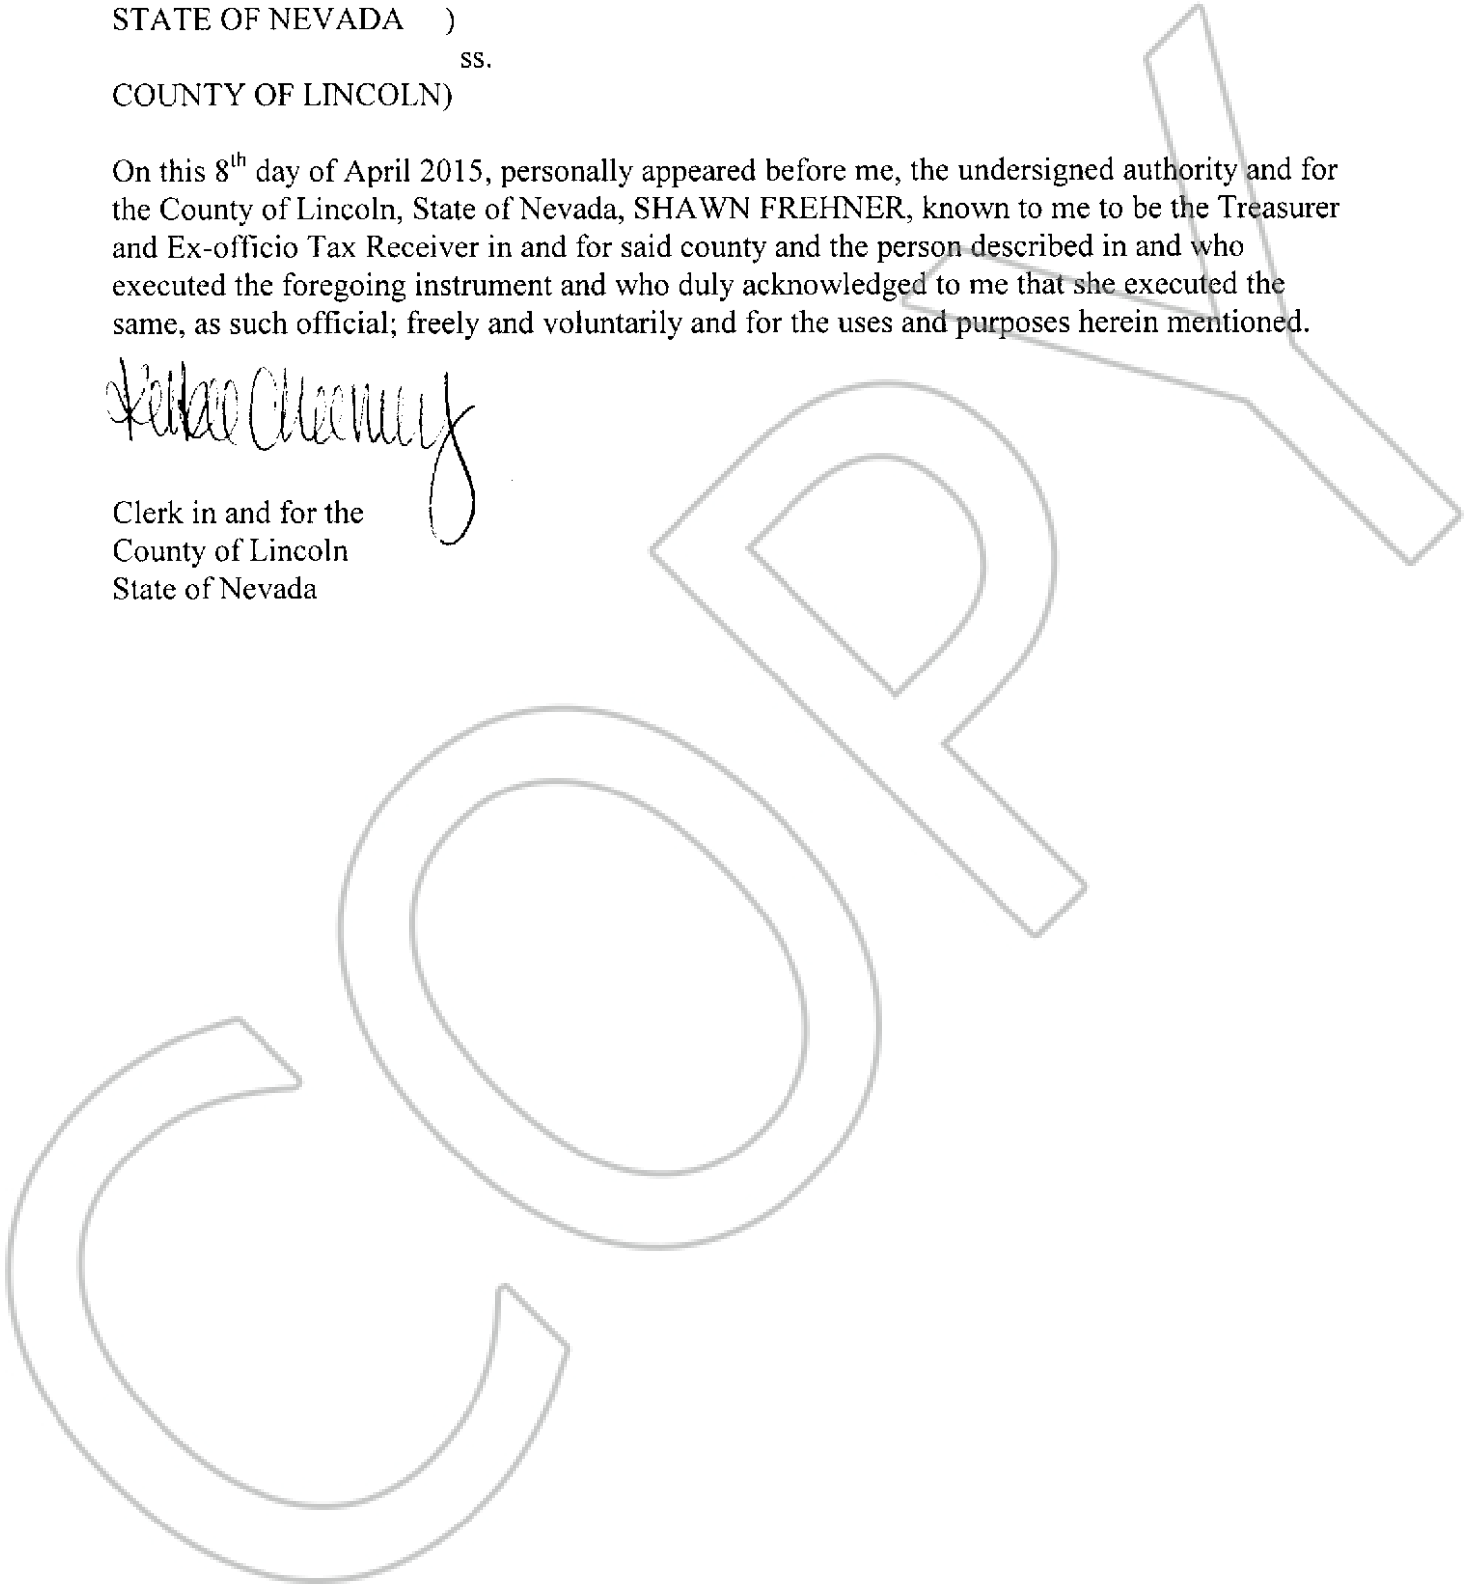 STATE OF NEVADA )
ss.
COUNTY OF LINCOLN)
On this 8th day of April 2015, personally appeared before me, the undersigned authority and for
the County of Lincoln, State of Nevada, SHAWN FREHNER, known to me to be the Treasurer
and Ex-officio Tax Receiver in and for said county and the person described in and who
executed the foregoing instrument and who duly acknowledged to me that she executed the
same, as such official; freely and voluntarily and for the uses and purposes herein mentioned.
Clerk in and for the
County of Lincoln
State of Nevada
COPY